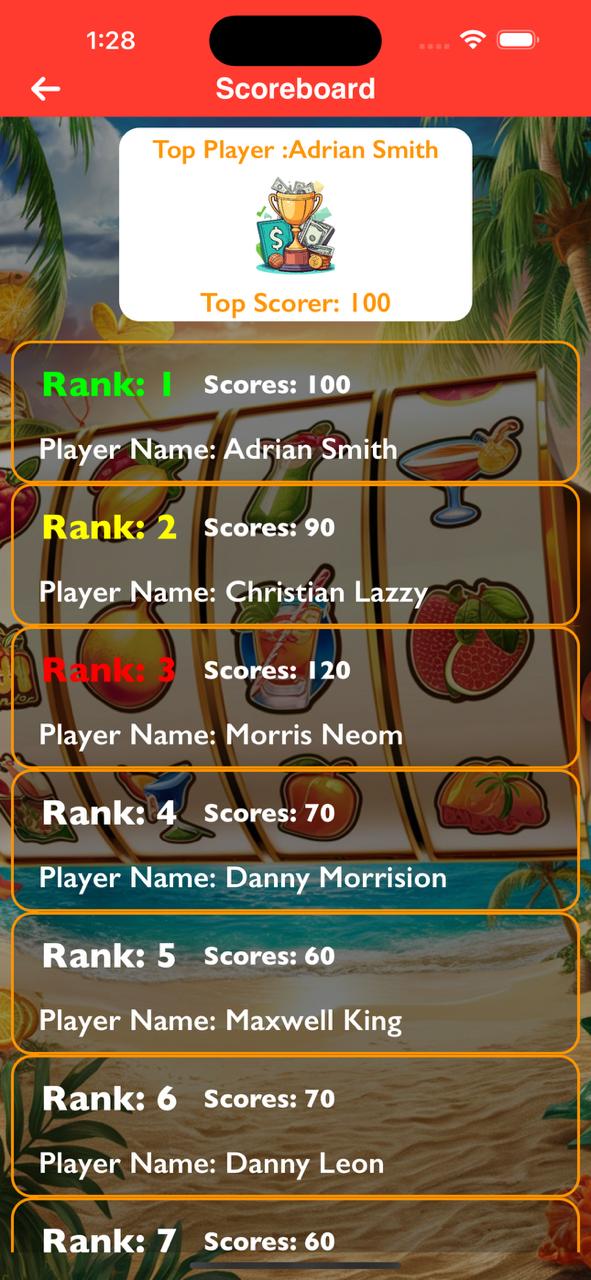 1:28
Scoreboard
Top Player :Adrian Smith
Top Scorer: 100
Rank: 1 Scores: 100
Player Name: Adrian Smith
Rank: 2 Scores: 90
Player Name: Christian Lazzy
Rank: 3 Scores: 120
Player Name: Morris Neom
Rank: 4 Scores: 70
Player Name: Danny Morrision
Rank: 5 Scores: 60
Player Name: Maxwell King
Rank: 6 Scores: 70
Player Name: Danny Leon
Rank: 7 Scores: 60